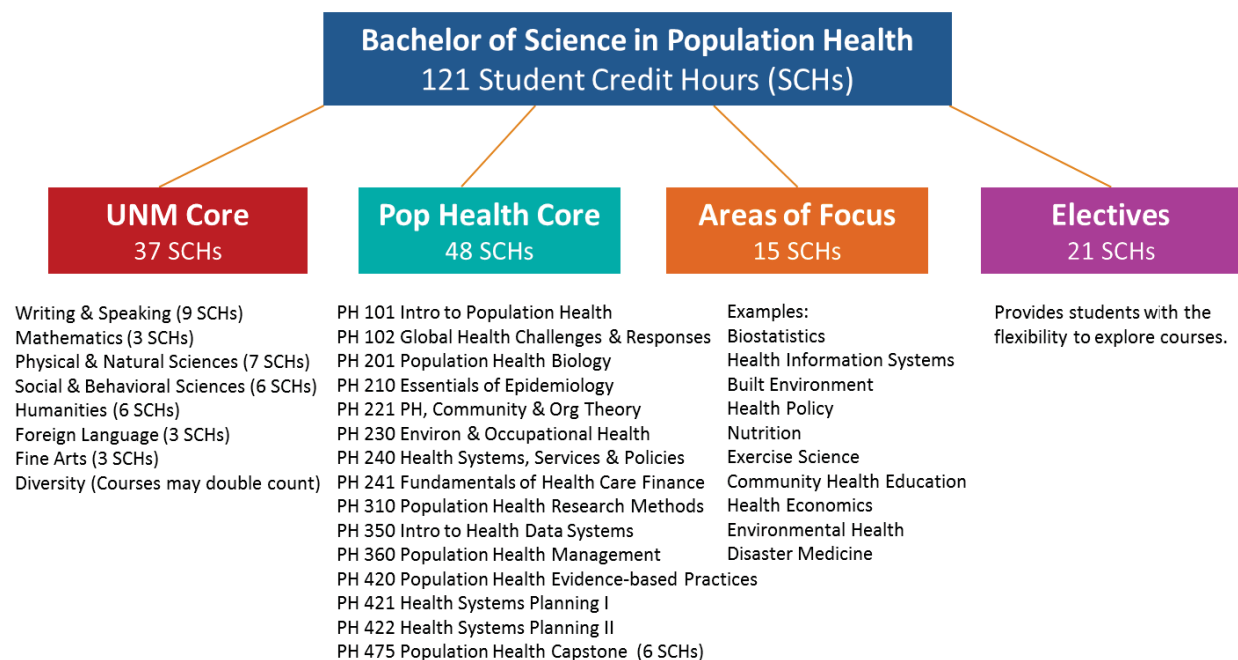 Bachelor of Science in Population Health
121 Student Credit Hours (SCHs)
UNM Core
37 SCHs
Writing & Speaking (9 SCHs)
Mathematics (3 SCHs)
Physical & Natural Sciences (7 SCHs)
Social & Behavioral Sciences (6 SCHs)
Humanities (6 SCHs)
Foreign Language (3 SCHs)
Fine Arts (3 SCHs)
Diversity (Courses may double count)
Pop Health Core
48 SCHs
PH 101 Intro to Population Health
PH 102 Global Health Challenges & Responses
PH 201 Population Health Biology
PH 210 Essentials of Epidemiology
PH 221 PH, Community & Org Theory
PH 230 Environ & Occupational Health
PH 240 Health Systems, Services & Policies
PH 241 Fundamentals of Health Care Finance
PH 310 Population Health Research Methods
PH 350 Intro to Health Data Systems
PH 360 Population Health Management
PH 420 Population Health Evidence-based Practices
PH 421 Health Systems Planning I
PH 422 Health Systems Planning II
PH 475 Population Health Capstone (6 SCHs)
Areas of Focus
15 SCHs
Examples:
Biostatistics
Health Information Systems
Built Environment
Health Policy
Nutrition
Exercise Science
Community Health Education
Health Economics
Environmental Health
Disaster Medicine
Electives
21 SCHs
Provides students with the
flexibility to explore courses.